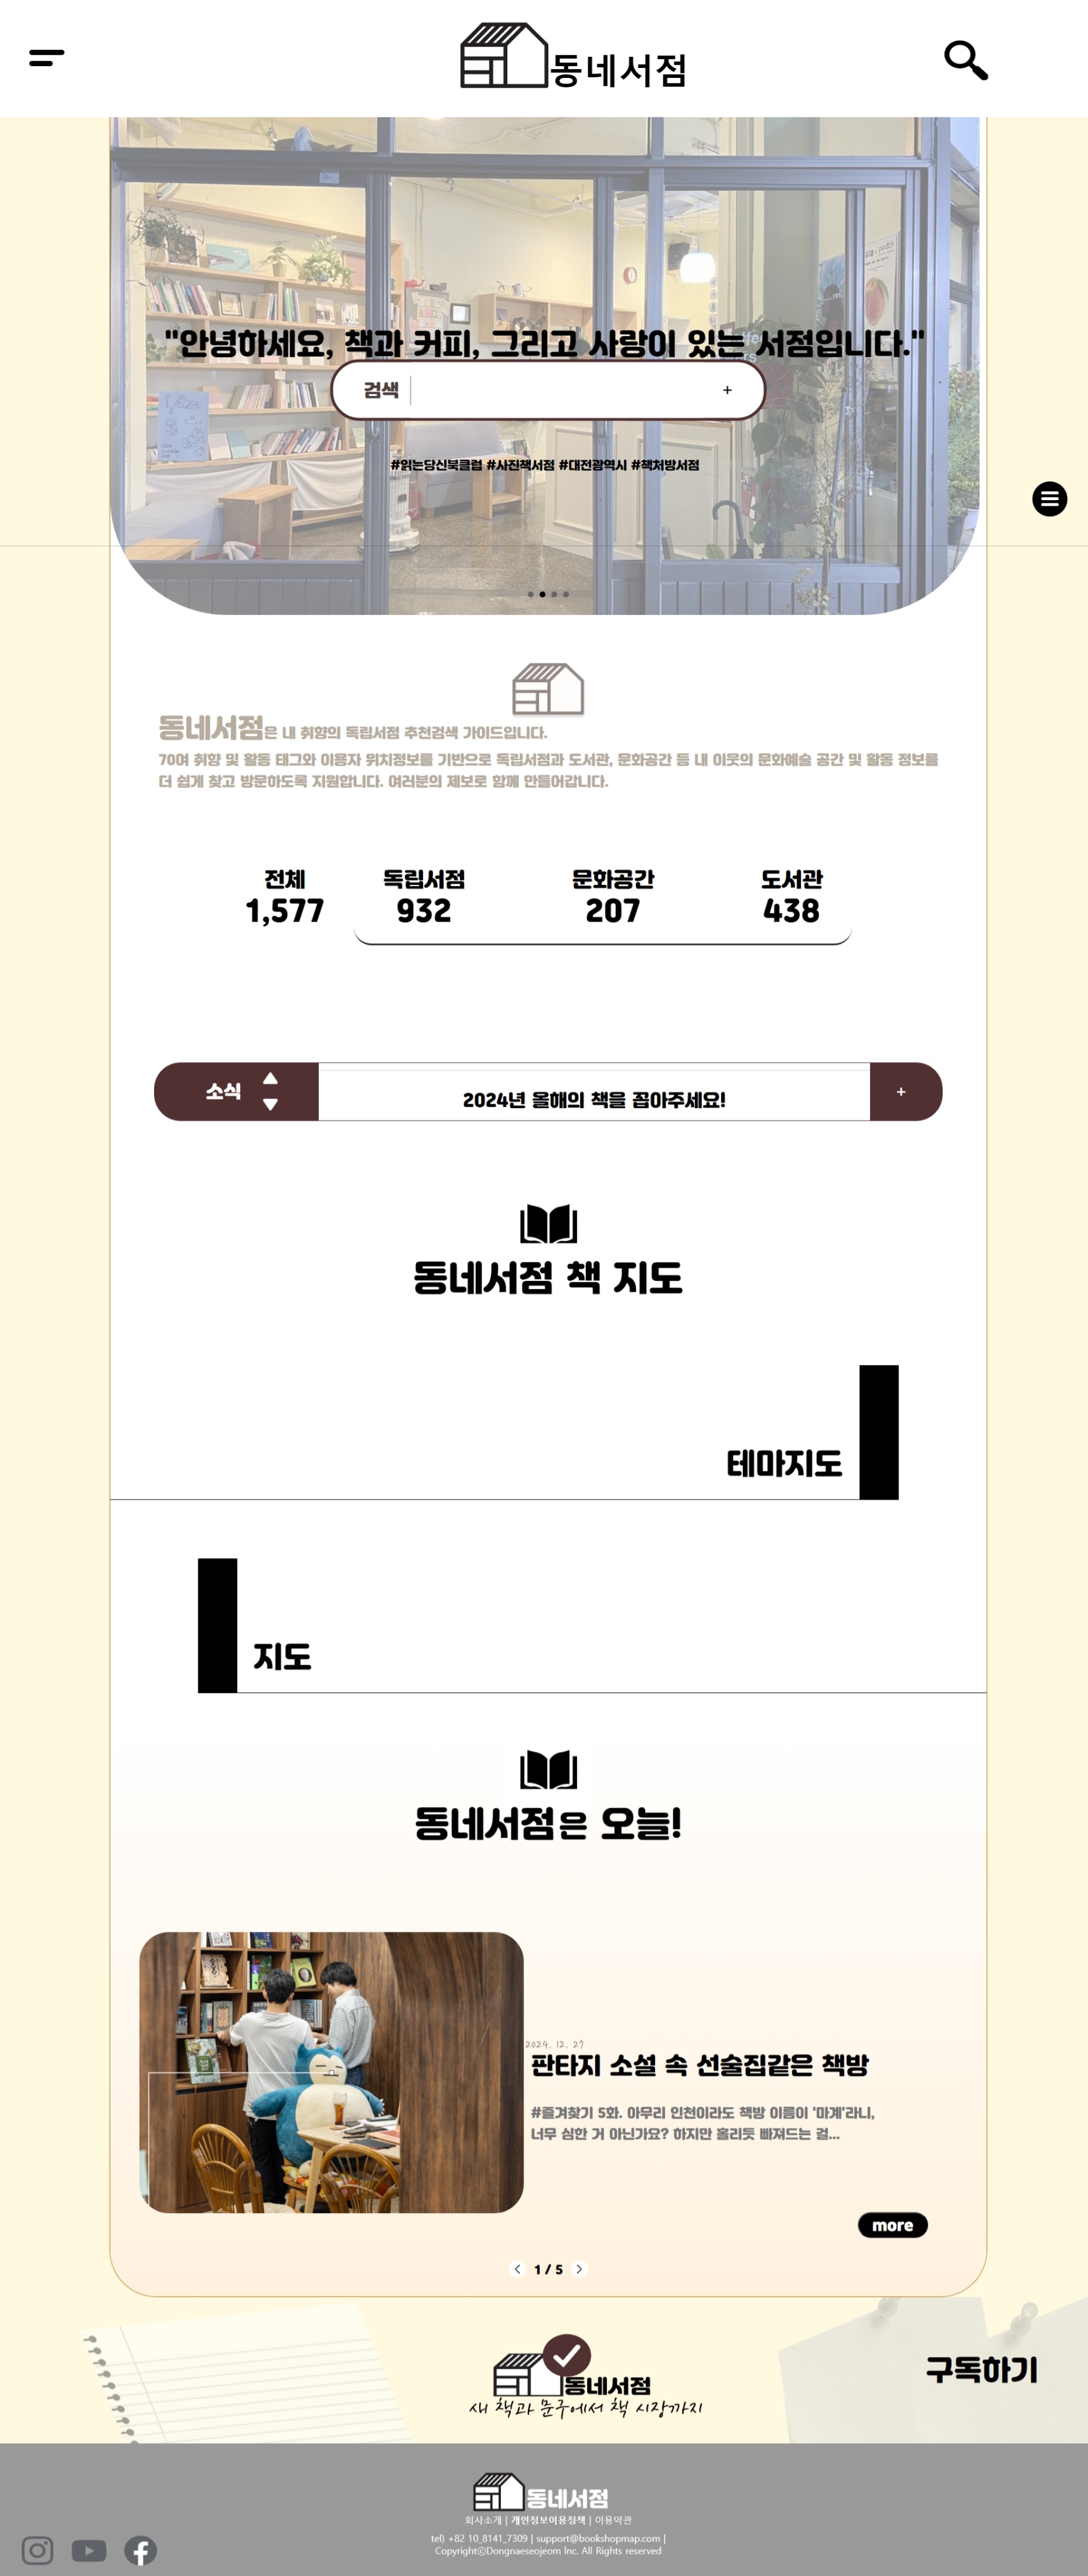 동네서점
"안녕하세요, 책과 커피, 그리고 사랑이 있는 서점입니다."
검색
+
#읽는당신북클럽 #사진책서점 #대전광역시 #책처방서점
동네서점은 내 취향의 독립서점 추천검색 가이드입니다.
70여 취향 및 활동 태그와 이용자 위치정보를 기반으로 독립서점과 도서관, 문화공간 등 내 이웃의 문화예술 공간 및 활동 정보를
더 쉽게 찾고 방문하도록 지원합니다. 여러분의 제보로 함께 만들어갑니다.
전체 독립서점 문화공간 도서관
1,577 932 207 438
소식
2024년 올해의 책을 꼽아주세요!
+
동네서점 책 지도
테마지도
지도
동네서점은 오늘!
2024. 12. 27
판타지 소설 속 선술집같은 책방
#즐겨찾기 5화. 아무리 인천이라도 책방 이름이 '마계'라니,
너무 심한 거 아닌가요? 하지만 홀리듯 빠져드는 걸...
more
1 / 5
동네서점
새 책과 문구에서 책 시장까지
구독하기
동네서점
회사소개 | 개인정보이용정책 | 이용약관
tel) +82 10_8141_7309 | support@bookshopmap.com |
CopyrightⓒDongnaeseojeom Inc. All Rights reserved